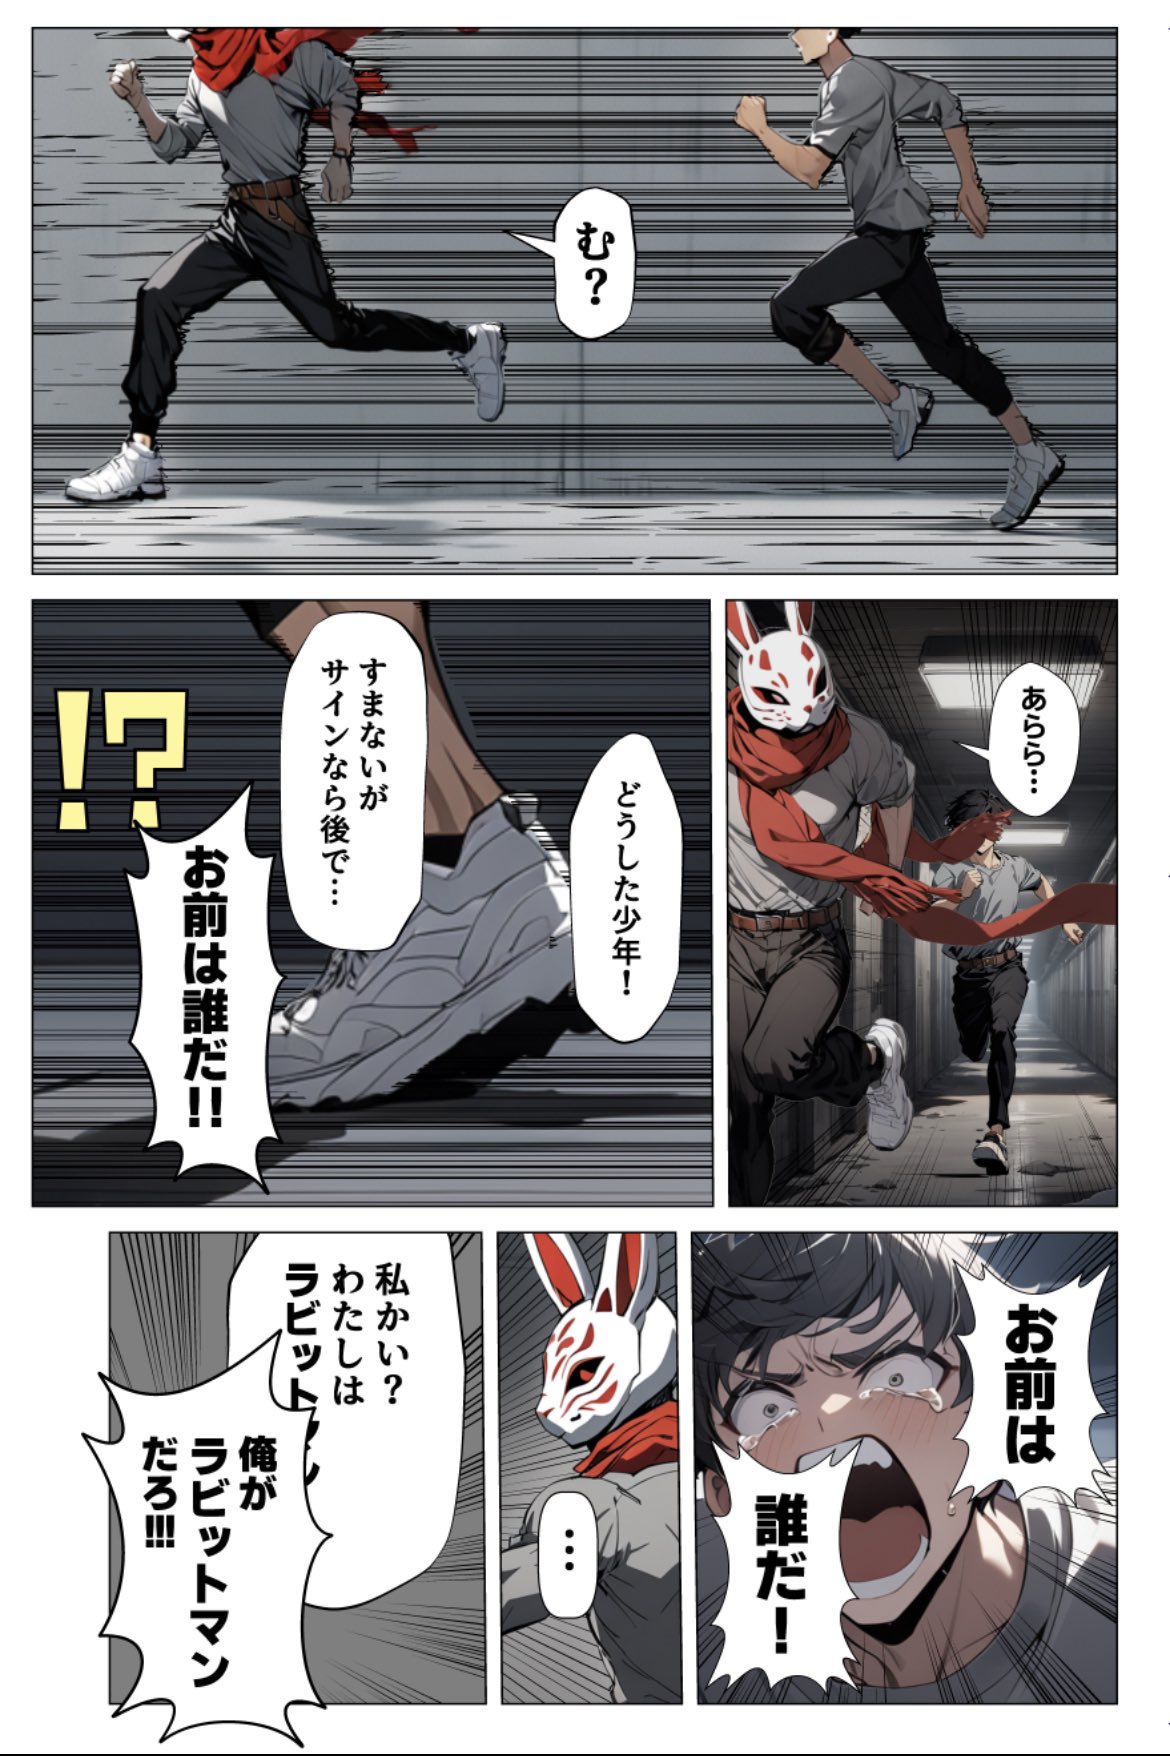 む？
あらら…
どうした少年！
すまないが
サインなら後で…
お前は誰だ!!
!?
お前は
誰だ！
…
私かい？
わたしは
ラビットマン
俺が
ラビットマン
だろ!!!